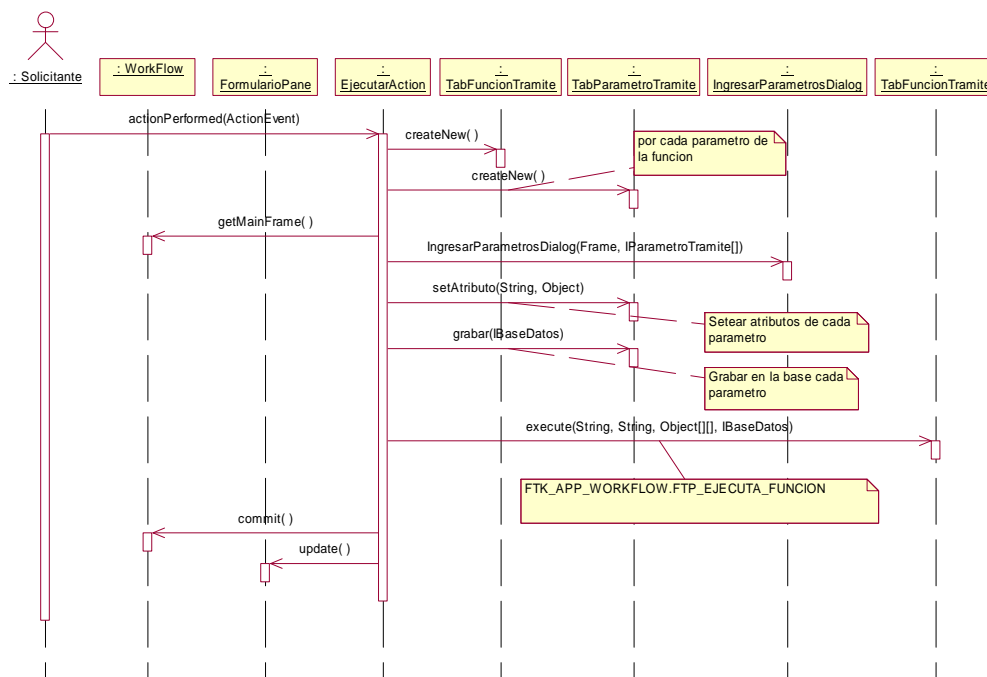 : Solicitante
: WorkFlow
:
FormularioPane
:
EjecutarAction
:
TabFuncionTramite
:
TabParametroTramite
:
IngresarParametrosDialog
:
TabFuncionTramite
actionPerformed(ActionEvent)
createNew( )
por cada parametro de
la funcion
createNew( )
getMainFrame( )
IngresarParametrosDialog(Frame, IParametroTramite[])
setAtributo(String, Object)
Setear atributos de cada
parametro
grabar(IBaseDatos)
Grabar en la base cada
parametro
execute(String, String, Object[][], IBaseDatos)
FTK_APP_WORKFLOW.FTP_EJECUTA_FUNCION
commit( )
update( )